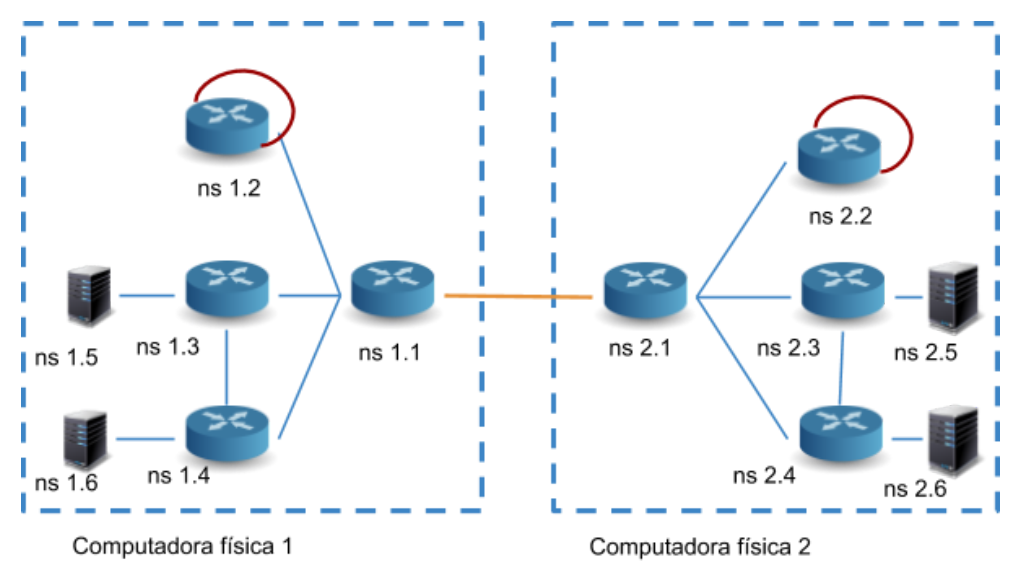 ns 1.2
ns 2.2
ns 1.5
ns 1.3
ns 1.1
ns 2.1
ns 2.3
ns 2.5
ns 1.6
ns 1.4
ns 2.4
ns 2.6
Computadora física 1
Computadora física 2